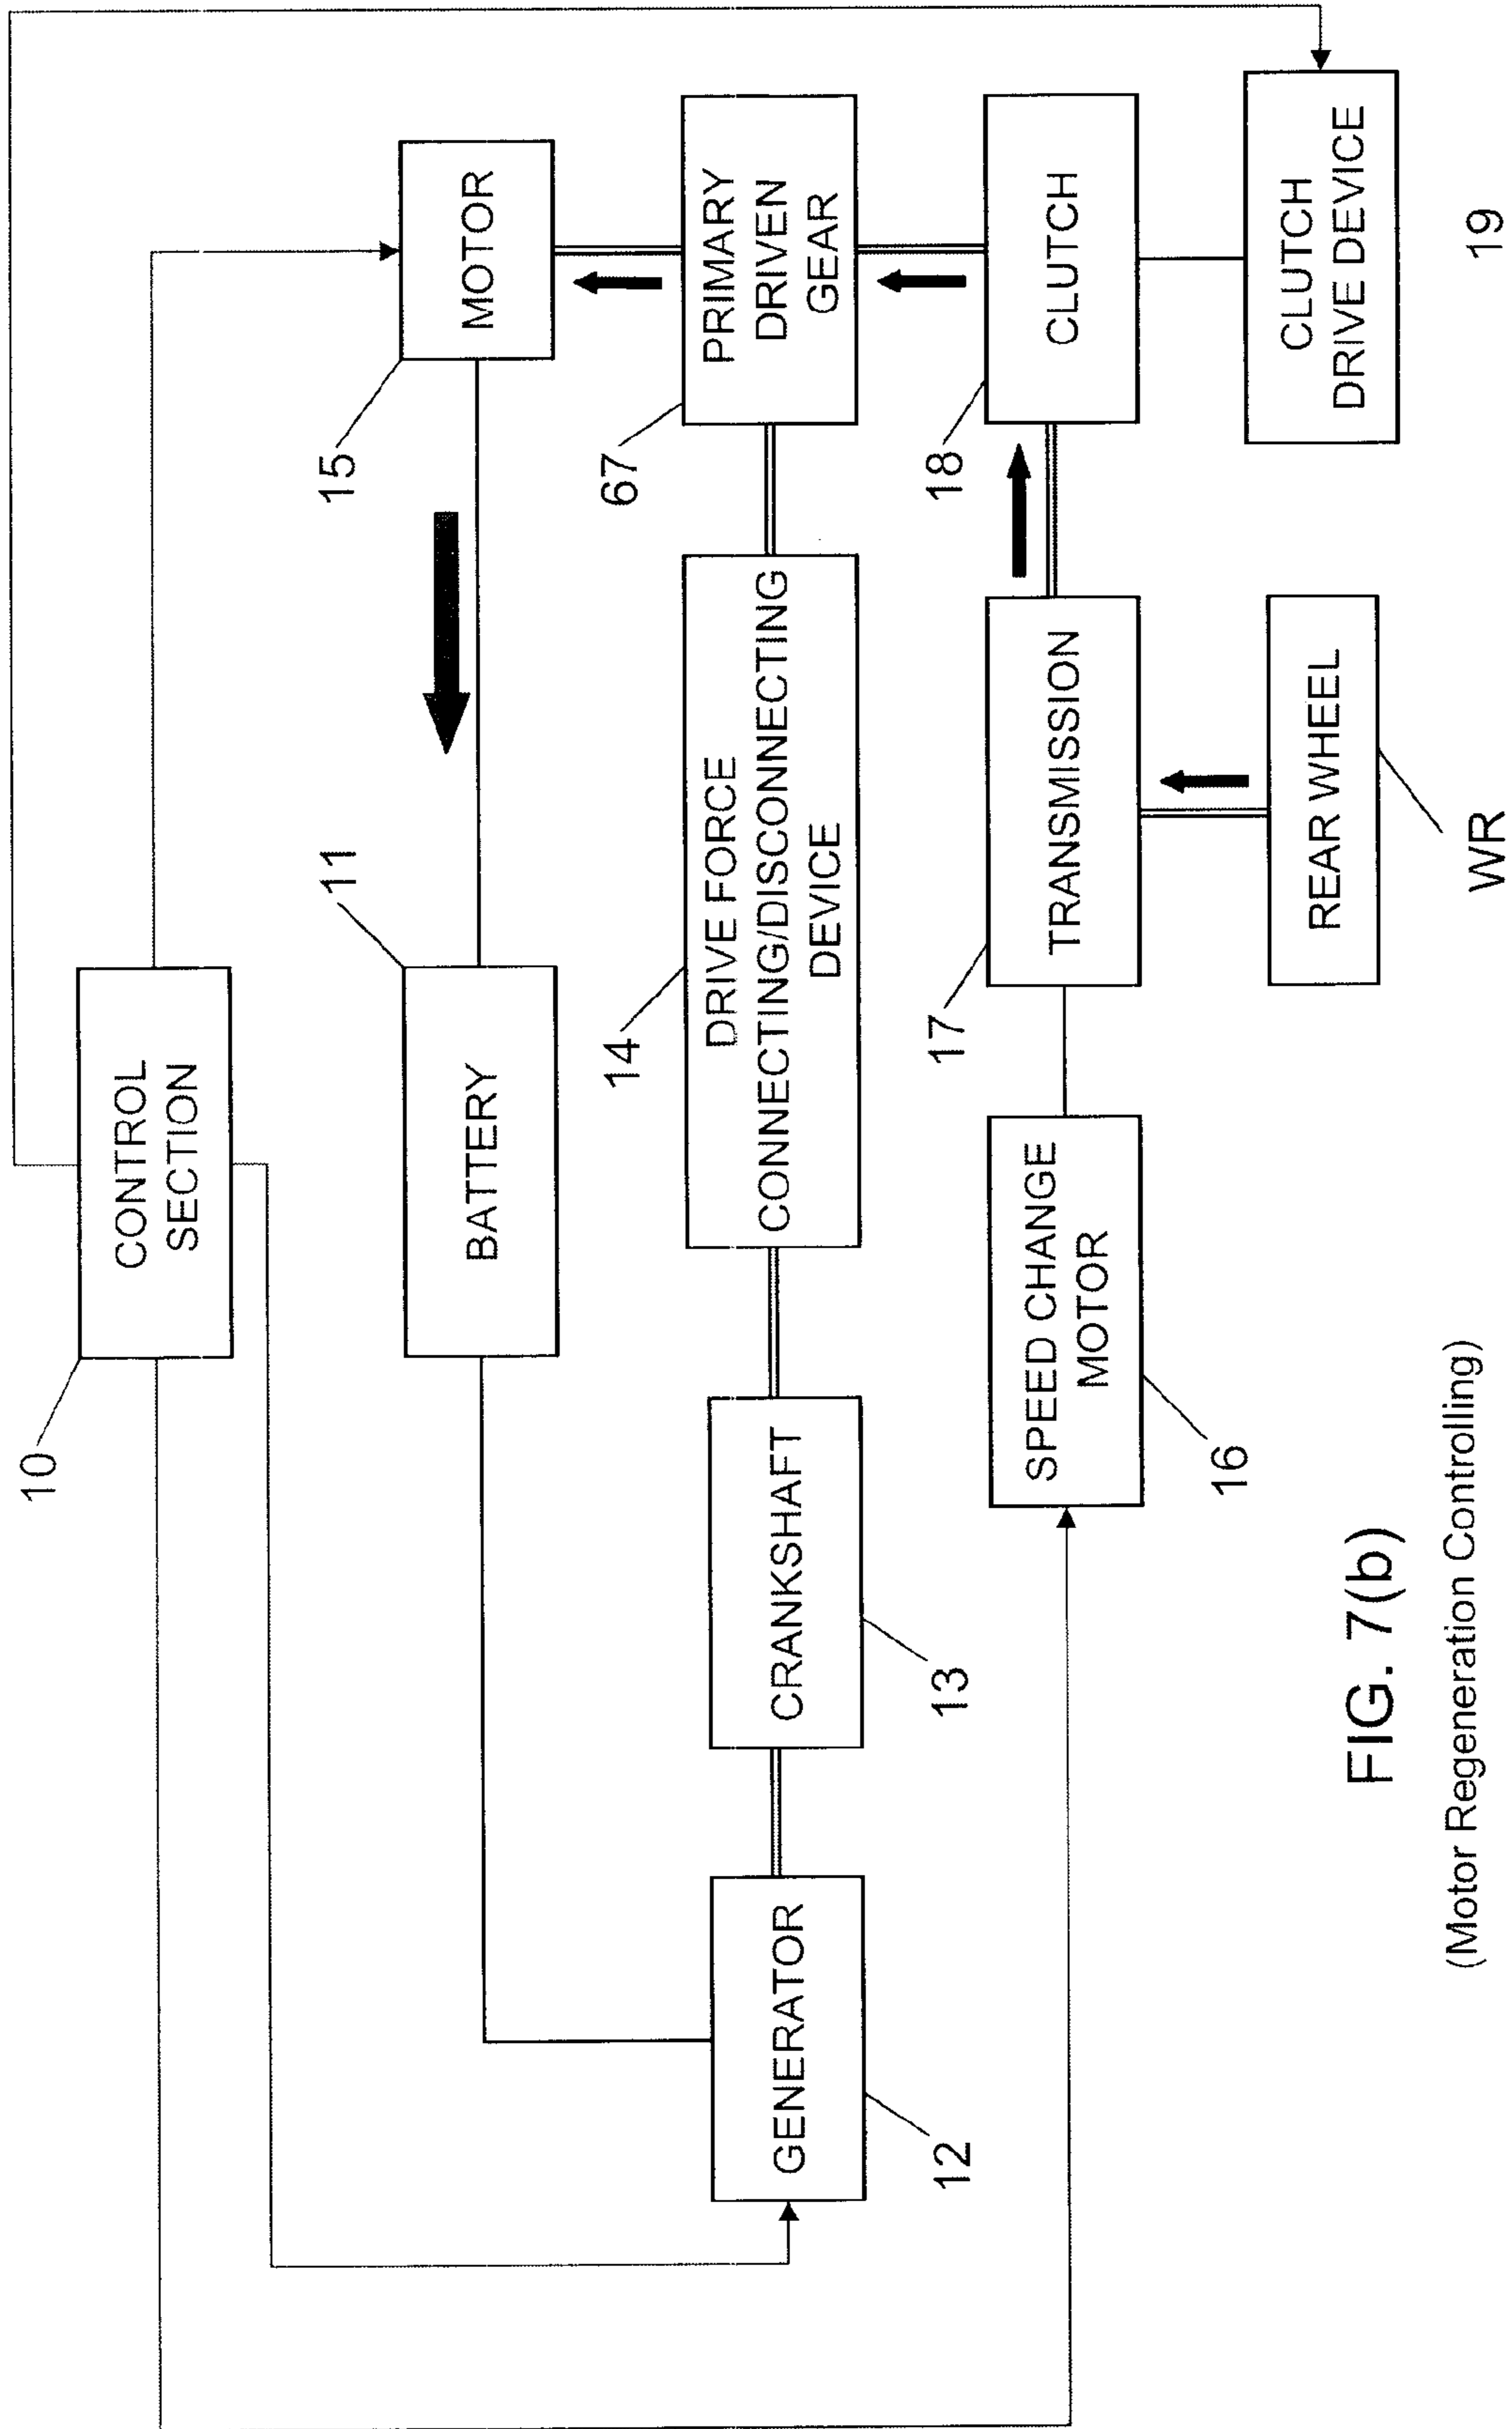 10
CONTROL
SECTION
11
BATTERY
15
MOTOR
12
GENERATOR
13
CRANKSHAFT
14
DRIVE FORCE
CONNECTING/DISCONNECTING
DEVICE
67
PRIMARY
DRIVEN
GEAR
16
SPEED CHANGE
MOTOR
17
TRANSMISSION
18
CLUTCH
REAR WHEEL
WR
CLUTCH
DRIVE DEVICE
19
FIG. 7(b)
(Motor Regeneration Controlling)